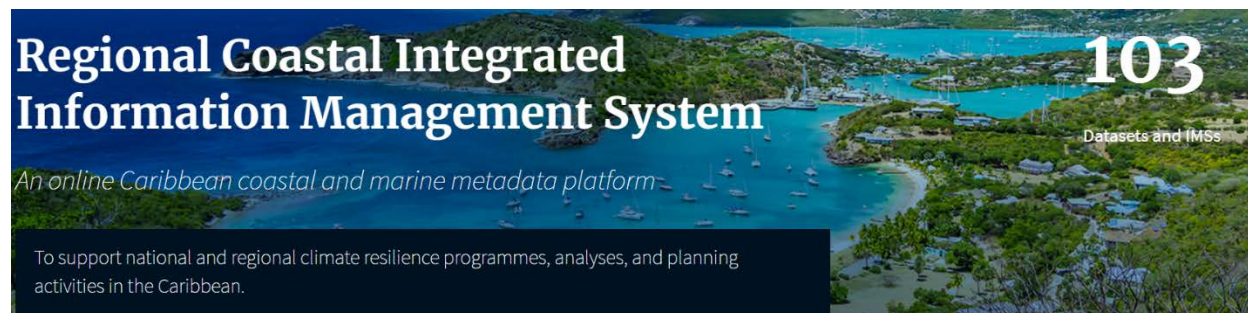 Regional Coastal Integrated
Information Management System
An online Caribbean coastal and marine metadata platform
To support national and regional climate resilience programmes, analyses, and planning
activities in the Caribbean.
103
Datasets and IMSs